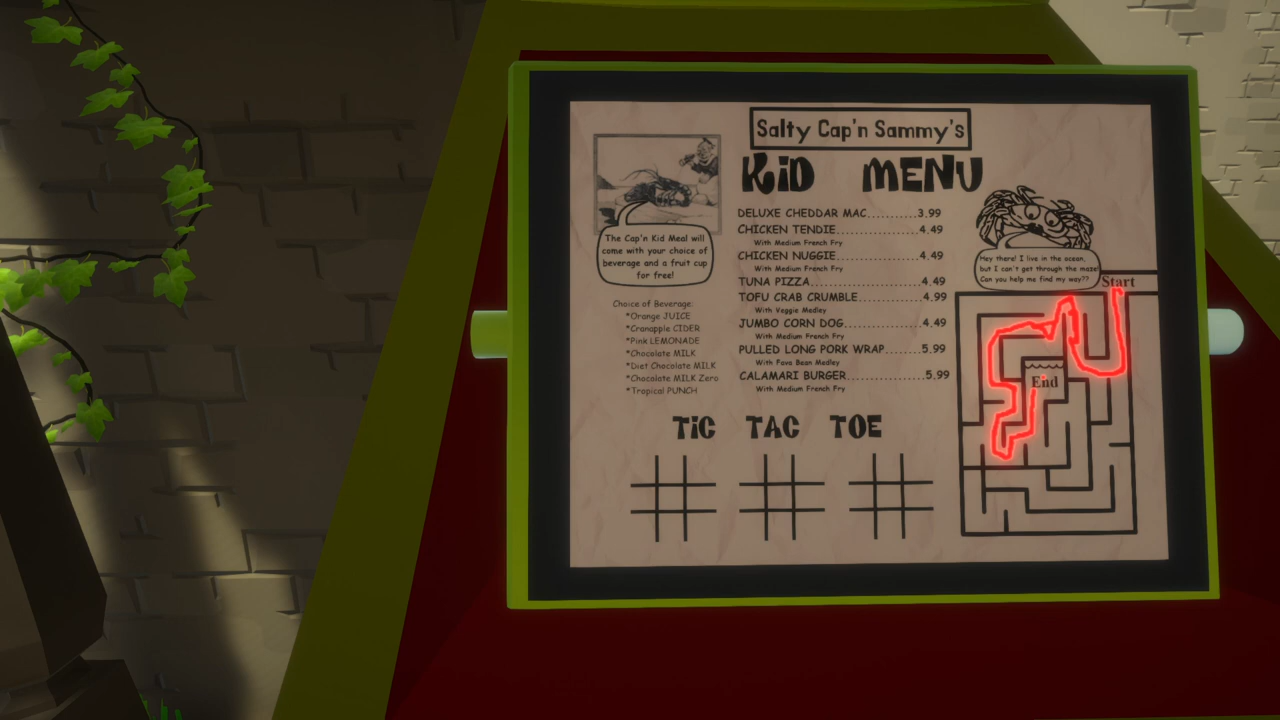 Salty Cap'n Sammy's
KiD MENU
The Cap'n Kid Meal will
come with your choice of
beverage and a fruit cup
for free!
Choice of Beverage:
*Orange JUICE
*Cranapple CIDER
*Pink LEMONADE
*Chocolate MILK
*Diet Chocolate MILK
*Chocolate MILK Zero
*Tropical PUNCH
DELUXE CHEDDAR MAC..........3.99
CHICKEN TENDIE......................4.49
With Medium French Fry
CHICKEN NUGGIE...................4.49
With Medium French Fry
TUNA PIZZA...........................4.49
TOFU CRAB CRUMBLE.............4.99
With Veggie Medley
JUMBO CORN DOG................4.49
With Medium French Fry
PULLED LONG PORK WRAP.......5.99
With Fava Bean Medley
CALAMARI BURGER................5.99
With Medium French Fry
Hey there! I live in the ocean,
but I can't get through the maze!
Can you help me find my way??
Start
End
TiC TAC TOE